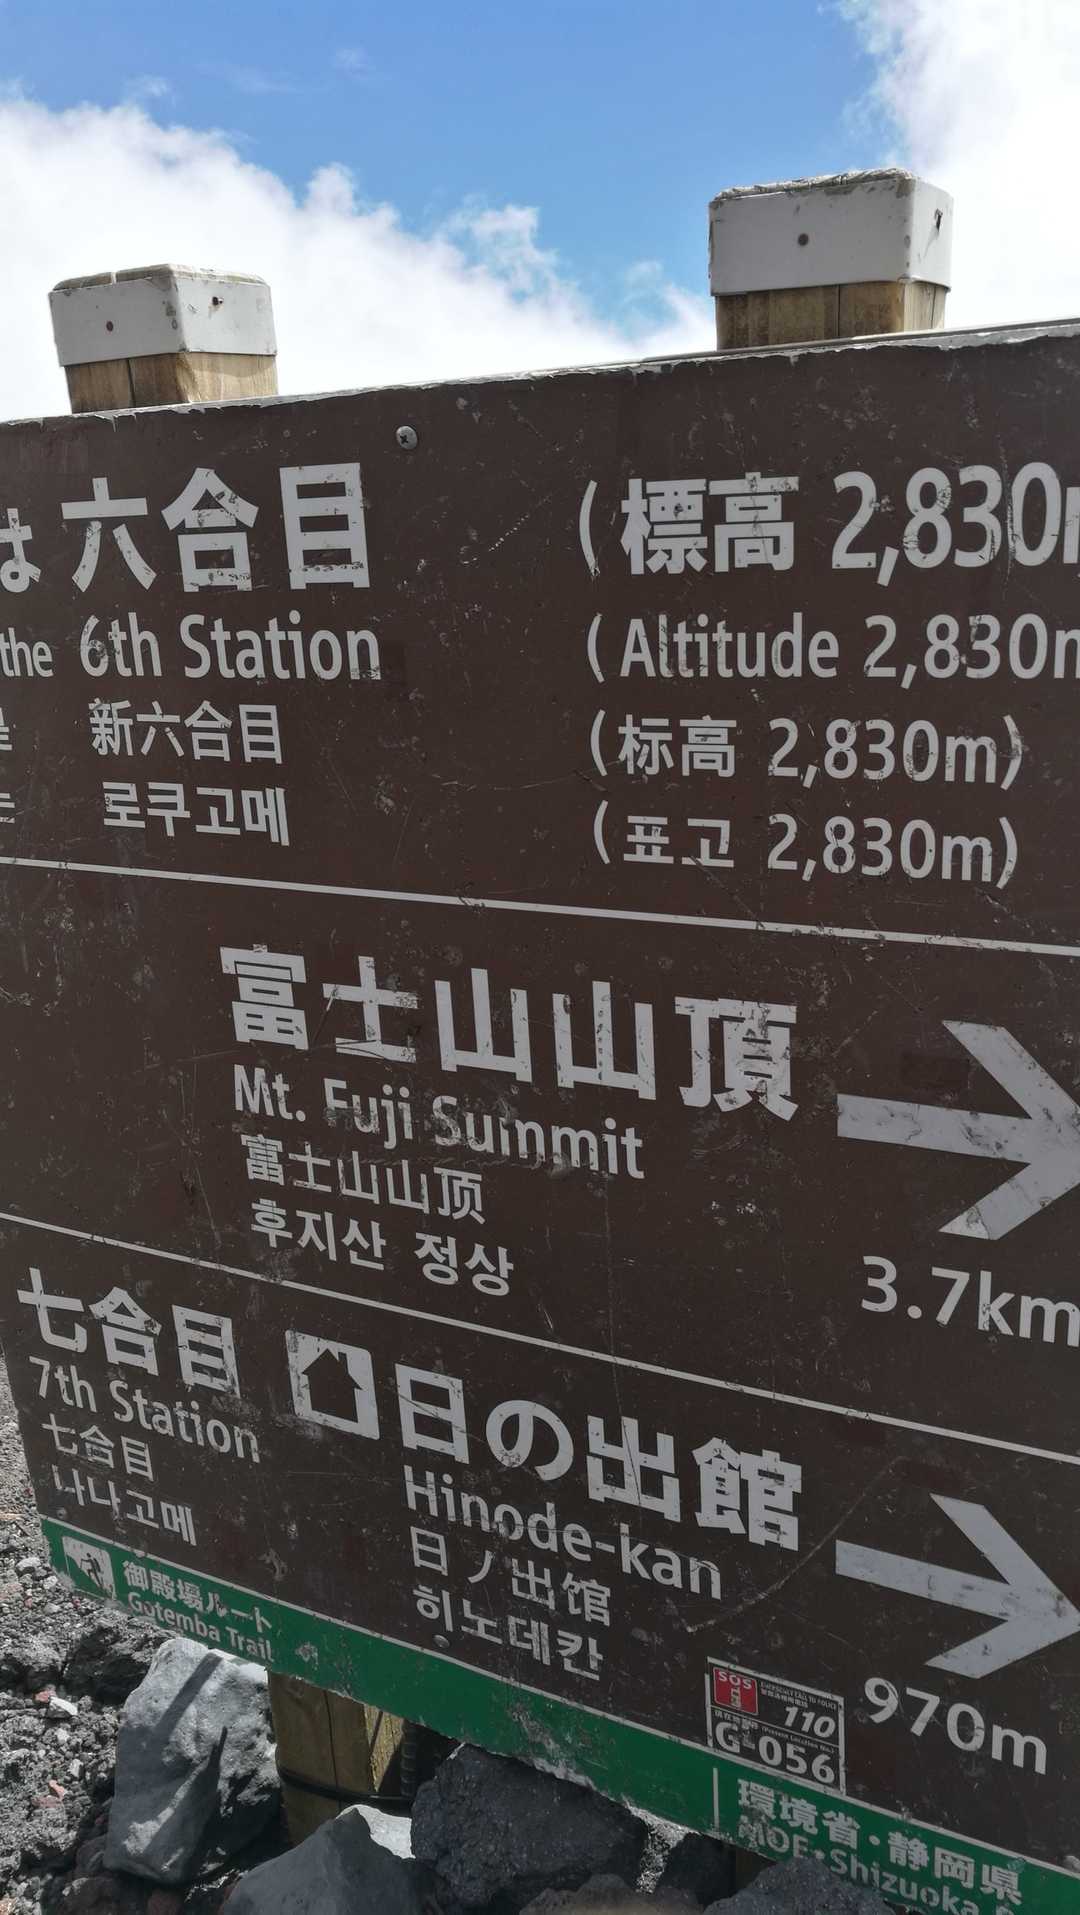 は 六合目 (標高 2,830m
the 6th Station (Altitude 2,830m
是 新六合目 (标高 2,830m)
는 로쿠고메 (표고 2,830m)
富士山山頂
Mt. Fuji Summit
富士山山顶
후지산 정상
3.7km
七合目
7th Station
七合目
나나고메
日の出館
Hinode-kan
日ノ出馆
히노데칸
970m
御殿場ルート
Gotemba Trail
SOS
110
G-056
環境省・静岡県
MOE・Shizuoka